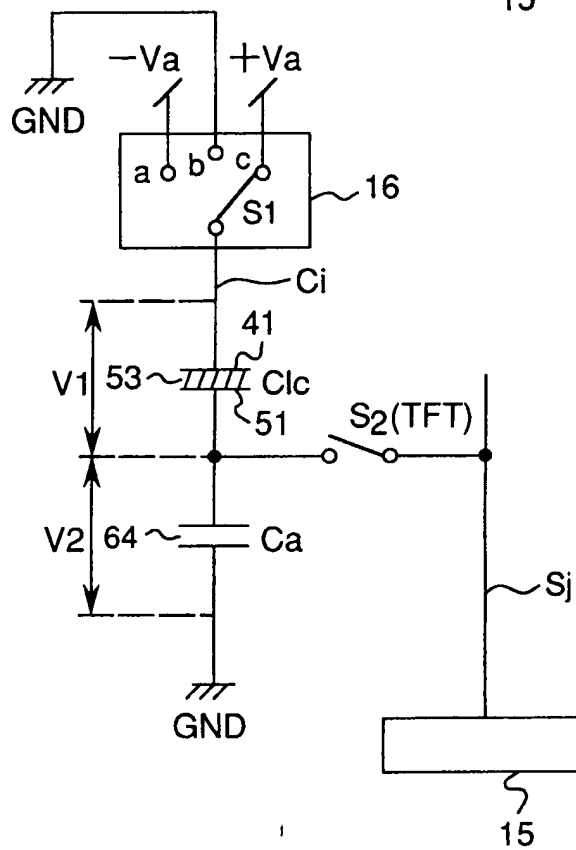 15
−Va +Va
GND
a b c
S1
16
Ci
41
V1 53 Clc
51
S2(TFT)
V2 64 Ca
Sj
GND
15